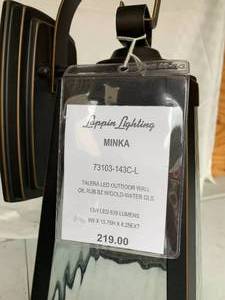 Lappin Lighting
MINKA
73103-143C-L
TALERA LED OUTDOOR WALL
OIL RUB BZ W/GOLD-WATER GLS
219.00